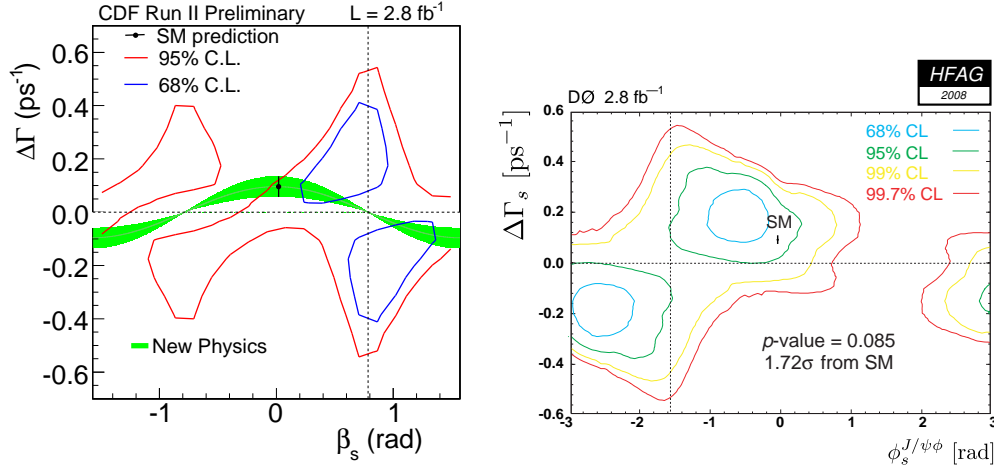 CDF Run II Preliminary L = 2.8 fb⁻¹
SM prediction
95% C.L.
68% C.L.
New Physics
ΔΓ (ps⁻¹)
0.6
0.4
0.2
0.0
-0.2
-0.4
-0.6
-1 0 1
βs (rad)
HFAG
2008
DØ 2.8 fb⁻¹
68% CL
95% CL
99% CL
99.7% CL
SM
p-value = 0.085
1.72σ from SM
ΔΓs [ps⁻¹]
0.6
0.4
0.2
0.0
-0.2
-0.4
-0.6
-3 -2 -1 0 1 2 3
ϕs^J/ψϕ [rad]